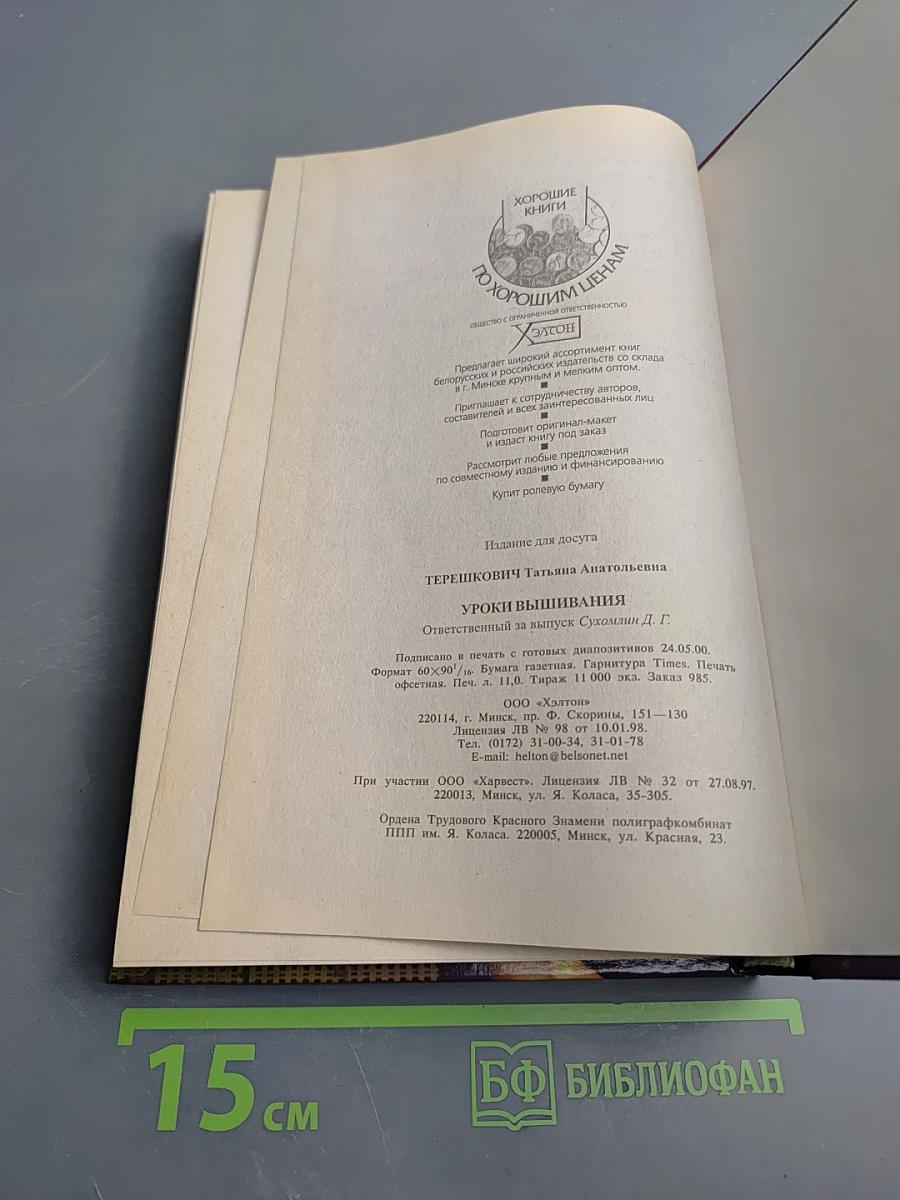 ХОРОШИЕ
КНИГИ
ПО ХОРОШИМ ЦЕНАМ
ОБЩЕСТВО С ОГРАНИЧЕННОЙ ОТВЕТСТВЕННОСТЬЮ
ХЭЛТОН
Предлагает широкий ассортимент книг
белорусских и российских издательств со склада
в г. Минске крупным и мелким оптом.
Приглашает к сотрудничеству авторов,
составителей и всех заинтересованных лиц
Подготовит оригинал-макет
и издаст книгу под заказ
Рассмотрит любые предложения
по совместному изданию и финансированию
Купит ролевую бумагу
Издание для досуга
ТЕРЕШКОВИЧ Татьяна Анатольевна
УРОКИ ВЫШИВАНИЯ
Ответственный за выпуск Сухомлин Д. Г.
Подписано в печать с готовых диапозитивов 24.05.00.
Формат 60×90 1/16. Бумага газетная. Гарнитура Times. Печать
офсетная. Печ. л. 11,0. Тираж 11 000 экз. Заказ 985.
ООО «Хэлтон»
220114, г. Минск, пр. Ф. Скорины, 151—130
Лицензия ЛВ № 98 от 10.01.98.
Тел. (0172) 31-00-34, 31-01-78
E-mail: helton@belsonet.net
При участии ООО «Харвест». Лицензия ЛВ № 32 от 27.08.97.
220013, Минск, ул. Я. Коласа, 35-305.
Ордена Трудового Красного Знамени полиграфкомбинат
ППП им. Я. Коласа. 220005, Минск, ул. Красная, 23.
15 см
БФ БИБЛИОФАН